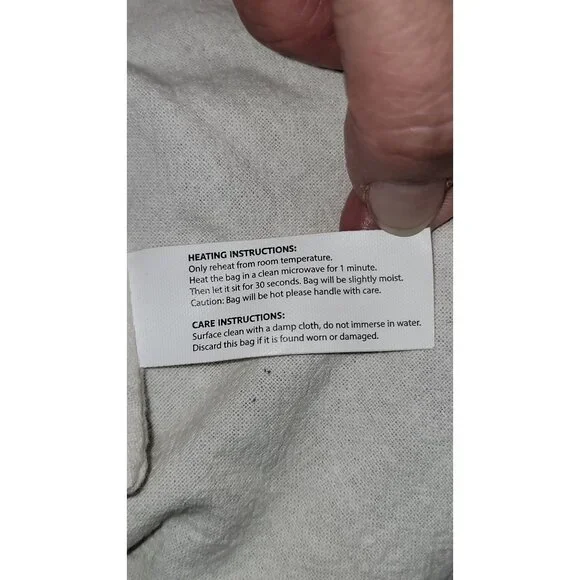 HEATING INSTRUCTIONS:
Only reheat from room temperature.
Heat the bag in a clean microwave for 1 minute.
Then let it sit for 30 seconds. Bag will be slightly moist.
Caution: Bag will be hot please handle with care.
CARE INSTRUCTIONS:
Surface clean with a damp cloth, do not immerse in water.
Discard this bag if it is found worn or damaged.